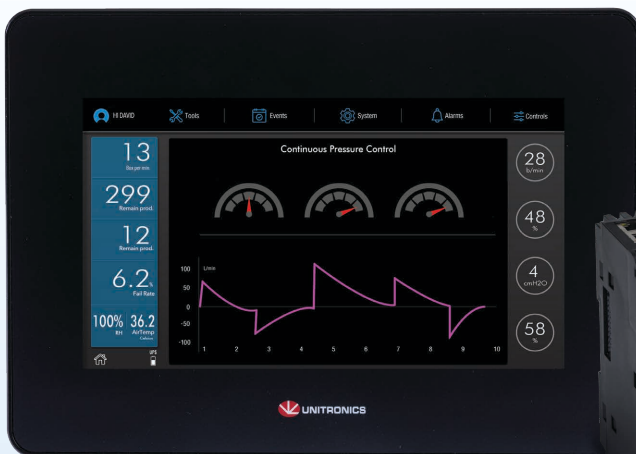 HI DAVID
Tools
Events
System
Alarms
Controls
13
299
Remain prod.
12
Remain prod.
6.2%
Fail Rate
100%
RH
36.2
AirTemp
Celsius
Continuous Pressure Control
L/min
100
50
0
-50
-100
1 2 3 4 5 6 7 8 9 10
28
b/min
48
%
4
cmH2O
58
%
UNITRONICS